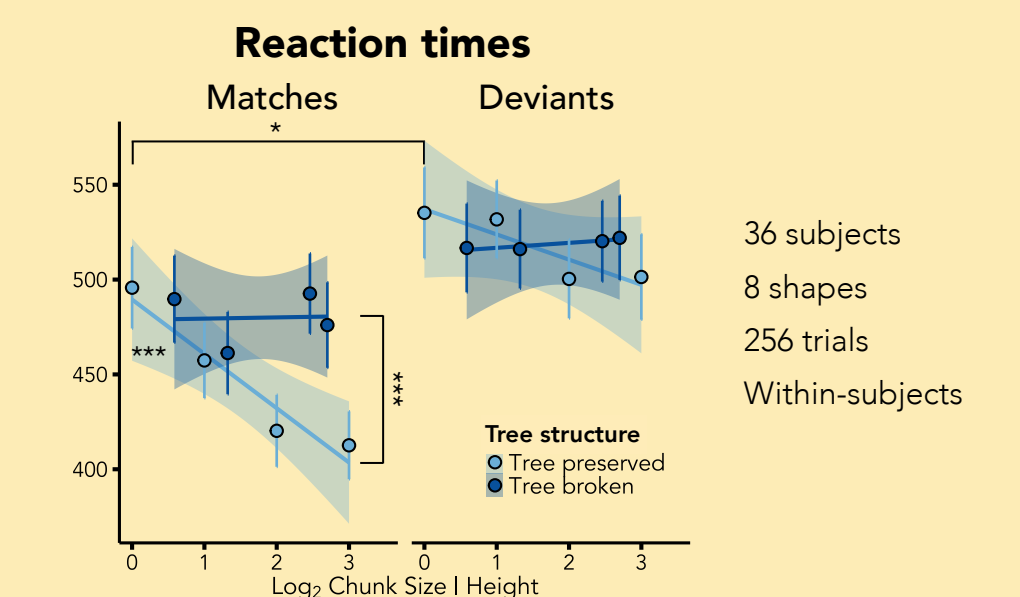 Reaction times
Matches
Deviants
*
550
500
450
400
***
***
36 subjects
8 shapes
256 trials
Within-subjects
Tree structure
Tree preserved
Tree broken
0 1 2 3
0 1 2 3
Log₂ Chunk Size | Height